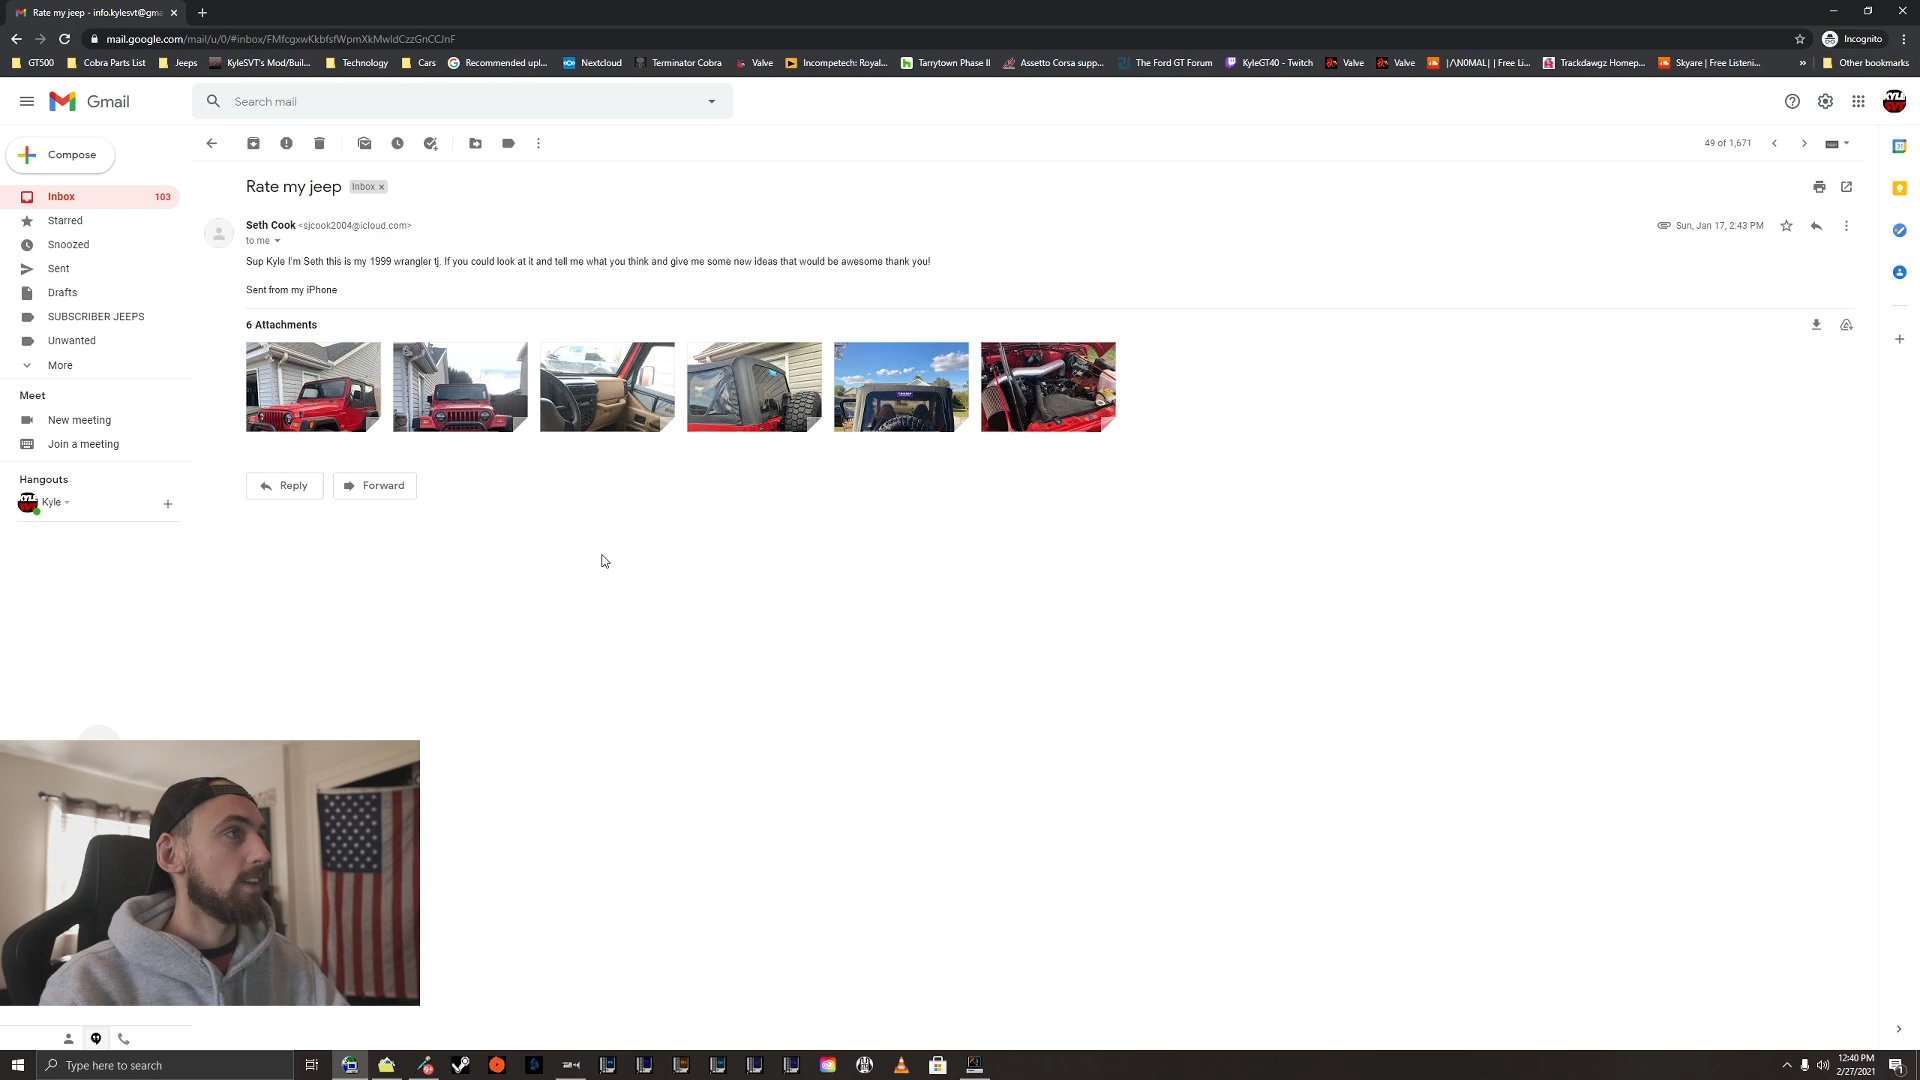 Rate my jeep - info.kylesvt@gma
mail.google.com/mail/u/0/#inbox/FMfcgxwKkbfsfWpmXkMwldCzzGnCCJnF
Incognito
GT500
Cobra Parts List
Jeeps
KyleSVT's Mod/Buil...
Technology
Cars
Recommended upl...
Nextcloud
Terminator Cobra
Valve
Incompetech: Royal...
Tarrytown Phase II
Assetto Corsa supp...
The Ford GT Forum
KyleGT40 - Twitch
Valve
Valve
|/\N0MAL| | Free Li...
Trackdawgz Homep...
Skyare | Free Listeni...
»
Other bookmarks
Gmail
Search mail
Compose
49 of 1,671
Inbox 103
Starred
Snoozed
Sent
Drafts
SUBSCRIBER JEEPS
Unwanted
More
Meet
New meeting
Join a meeting
Hangouts
Kyle
Rate my jeep Inbox x
Seth Cook <sjcook2004@icloud.com>
Sun, Jan 17, 2:43 PM
to me
Sup Kyle I'm Seth this is my 1999 wrangler tj. If you could look at it and tell me what you think and give me some new ideas that would be awesome thank you!
Sent from my iPhone
6 Attachments
Reply
Forward
KYLE
SVT
31
Type here to search
12:40 PM
2/27/2021